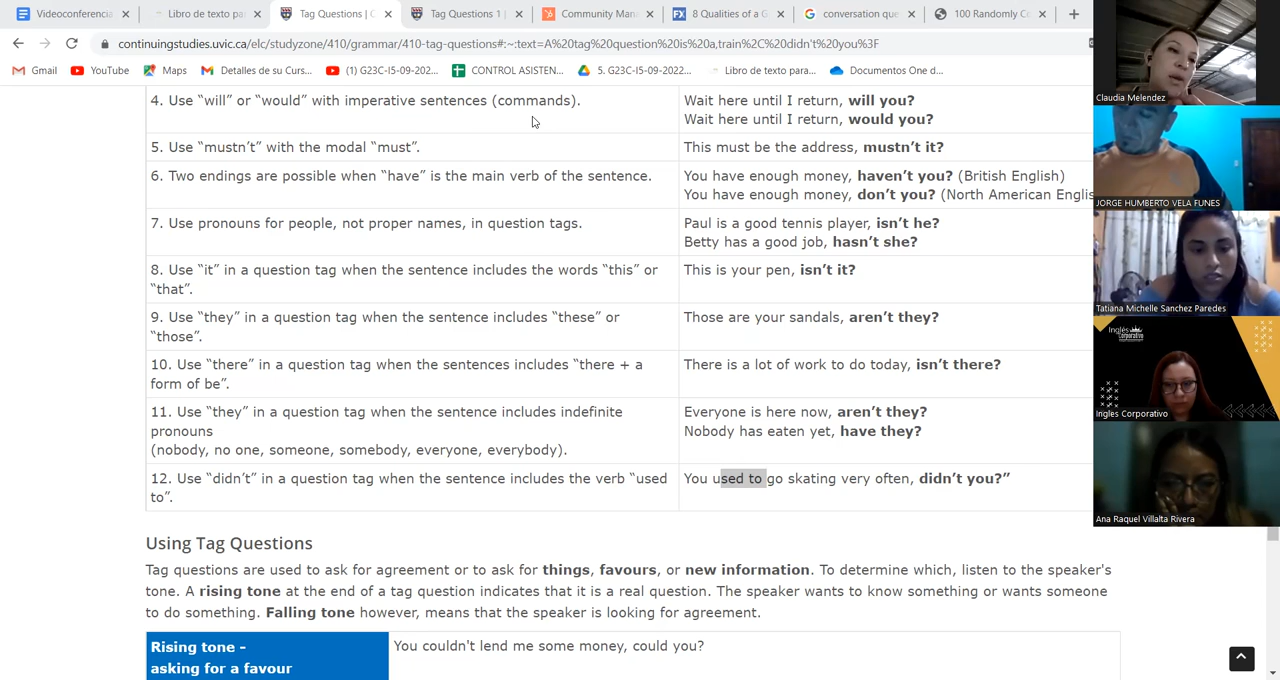 Videoconferencia
Libro de texto pa
Tag Questions | C
Tag Questions 1 |
Community Man
8 Qualities of a G
conversation que
100 Randomly C
continuingstudies.uvic.ca/elc/studyzone/410/grammar/410-tag-questions#:~:text=A%20tag%20question%20is%20a,train%2C%20didn't%20you%3F
Gmail
YouTube
Maps
Detalles de su Curs...
(1) G23C-I5-09-202...
CONTROL ASISTEN...
5. G23C-I5-09-2022...
Libro de texto para...
Documentos One d...
4. Use “will” or “would” with imperative sentences (commands).
Wait here until I return, will you?
Wait here until I return, would you?
5. Use “mustn’t” with the modal “must”.
This must be the address, mustn’t it?
6. Two endings are possible when “have” is the main verb of the sentence.
You have enough money, haven’t you? (British English)
You have enough money, don’t you? (North American Englis
7. Use pronouns for people, not proper names, in question tags.
Paul is a good tennis player, isn’t he?
Betty has a good job, hasn’t she?
8. Use “it” in a question tag when the sentence includes the words “this” or
“that”.
This is your pen, isn’t it?
9. Use “they” in a question tag when the sentence includes “these” or
“those”.
Those are your sandals, aren’t they?
10. Use “there” in a question tag when the sentences includes “there + a
form of be”.
There is a lot of work to do today, isn’t there?
11. Use “they” in a question tag when the sentence includes indefinite
pronouns
(nobody, no one, someone, somebody, everyone, everybody).
Everyone is here now, aren’t they?
Nobody has eaten yet, have they?
12. Use “didn’t” in a question tag when the sentence includes the verb “used
to”.
You used to go skating very often, didn’t you?”
Using Tag Questions
Tag questions are used to ask for agreement or to ask for things, favours, or new information. To determine which, listen to the speaker's
tone. A rising tone at the end of a tag question indicates that it is a real question. The speaker wants to know something or wants someone
to do something. Falling tone however, means that the speaker is looking for agreement.
Rising tone -
asking for a favour
You couldn't lend me some money, could you?
Claudia Melendez
JORGE HUMBERTO VELA FUNES
Tatiana Michelle Sanchez Paredes
Inglés
Corporativo
Ingles Corporativo
Ana Raquel Villalta Rivera